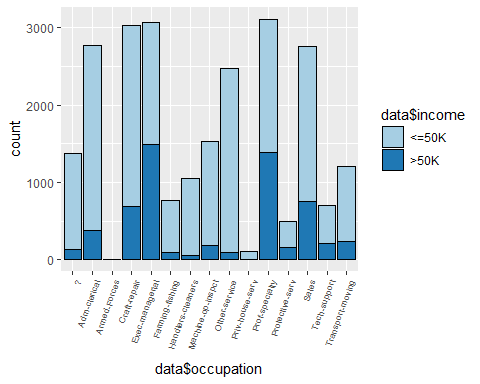 3000
2000
1000
0
count
?
Adm-clerical
Armed-Forces
Craft-repair
Exec-managerial
Farming-fishing
Handlers-cleaners
Machine-op-inspct
Other-service
Priv-house-serv
Prof-specialty
Protective-serv
Sales
Tech-support
Transport-moving
data$occupation
data$income
<=50K
>50K